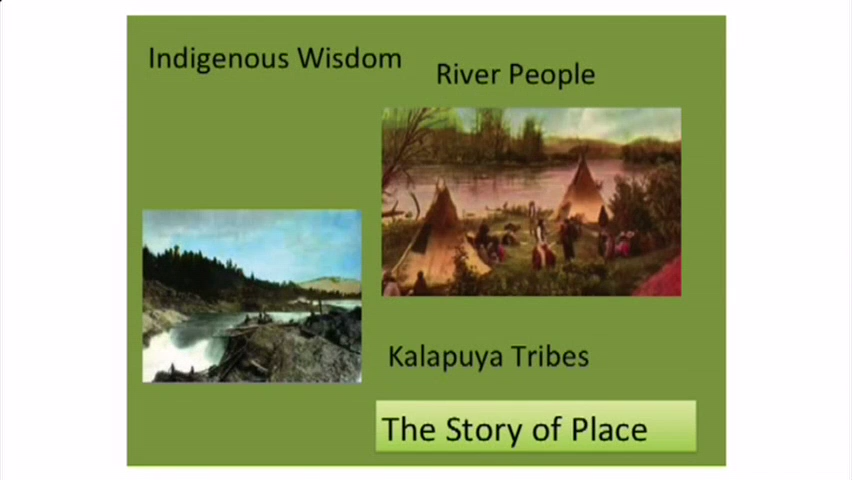 Indigenous Wisdom
River People
Kalapuya Tribes
The Story of Place